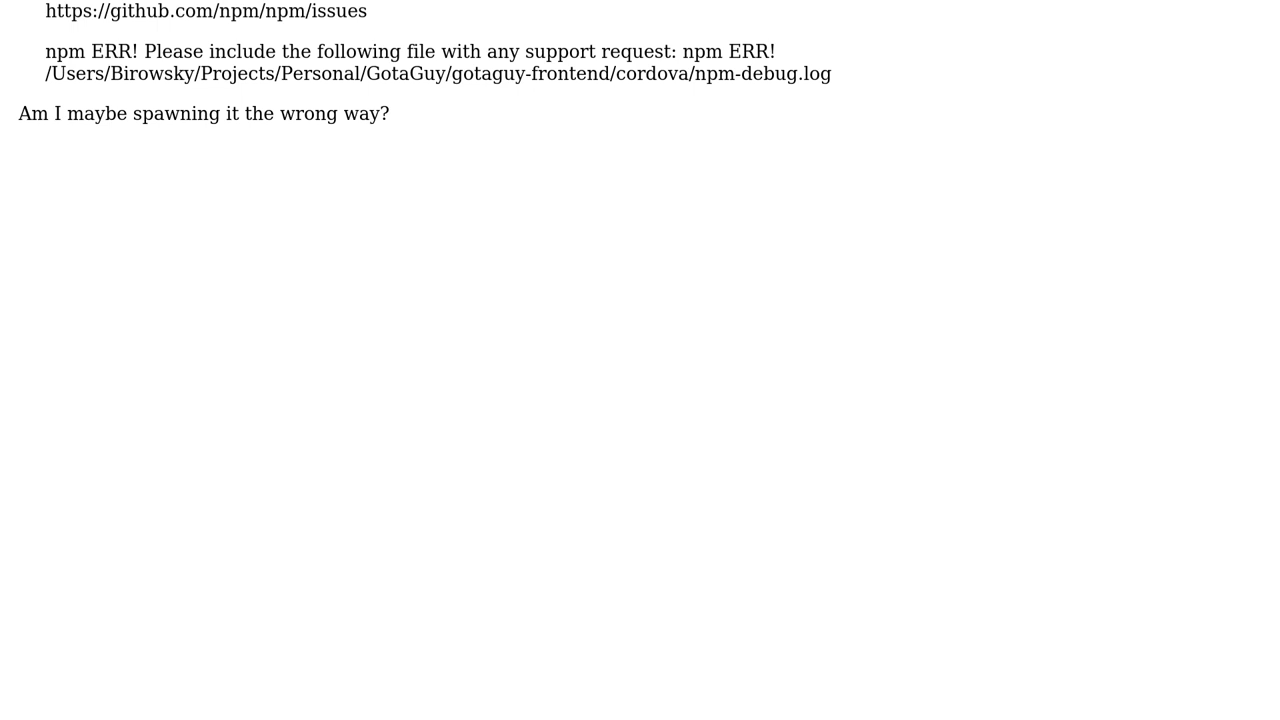 https://github.com/npm/npm/issues
npm ERR! Please include the following file with any support request: npm ERR!
/Users/Birowsky/Projects/Personal/GotaGuy/gotaguy-frontend/cordova/npm-debug.log
Am I maybe spawning it the wrong way?